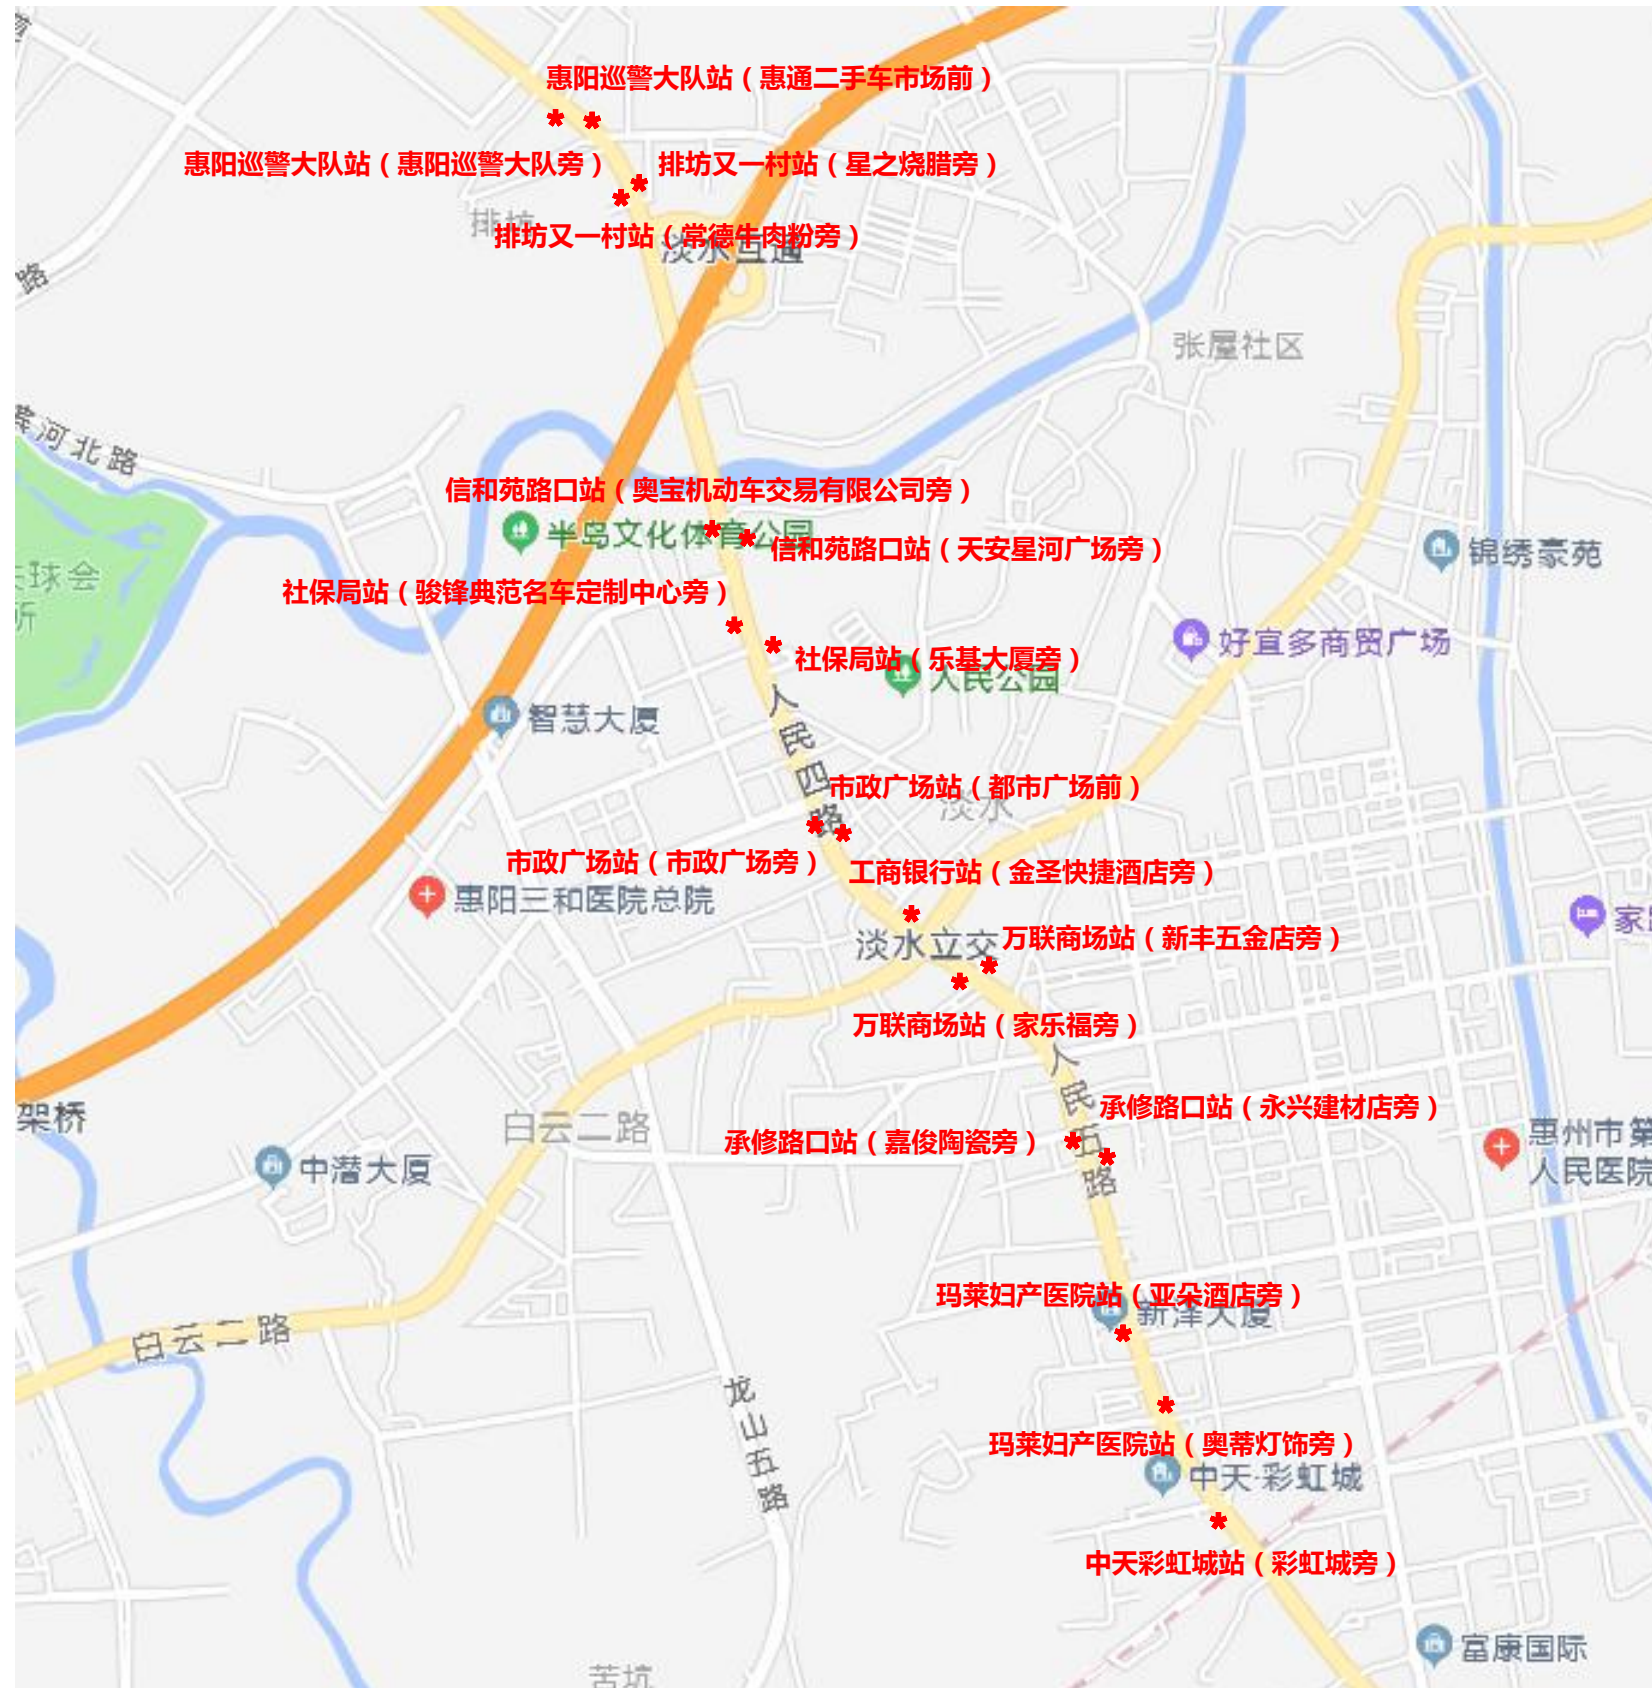 惠阳巡警大队站（惠通二手车市场前）
惠阳巡警大队站（惠阳巡警大队旁）
排坊又一村站（星之烧腊旁）
排坊
排坊又一村站（常德牛肉粉旁）
淡水互通
路
张屋社区
河北路
信和苑路口站（奥宝机动车交易有限公司旁）
半岛文化体育公园
信和苑路口站（天安星河广场旁）
锦绣豪苑
球会
所
社保局站（骏锋典范名车定制中心旁）
好宜多商贸广场
社保局站（乐基大厦旁）
人民公园
智慧大厦
人民四路
市政广场站（都市广场前）
淡水
市政广场站（市政广场旁）
工商银行站（金圣快捷酒店旁）
惠阳三和医院总院
家
淡水立交
万联商场站（新丰五金店旁）
万联商场站（家乐福旁）
人民五路
架桥
白云二路
承修路口站（永兴建材店旁）
承修路口站（嘉俊陶瓷旁）
惠州市第
人民医院
中潜大厦
玛莱妇产医院站（亚朵酒店旁）
新泽大厦
白云二路
龙山五路
玛莱妇产医院站（奥蒂灯饰旁）
中天·彩虹城
中天彩虹城站（彩虹城旁）
富康国际
苦坑